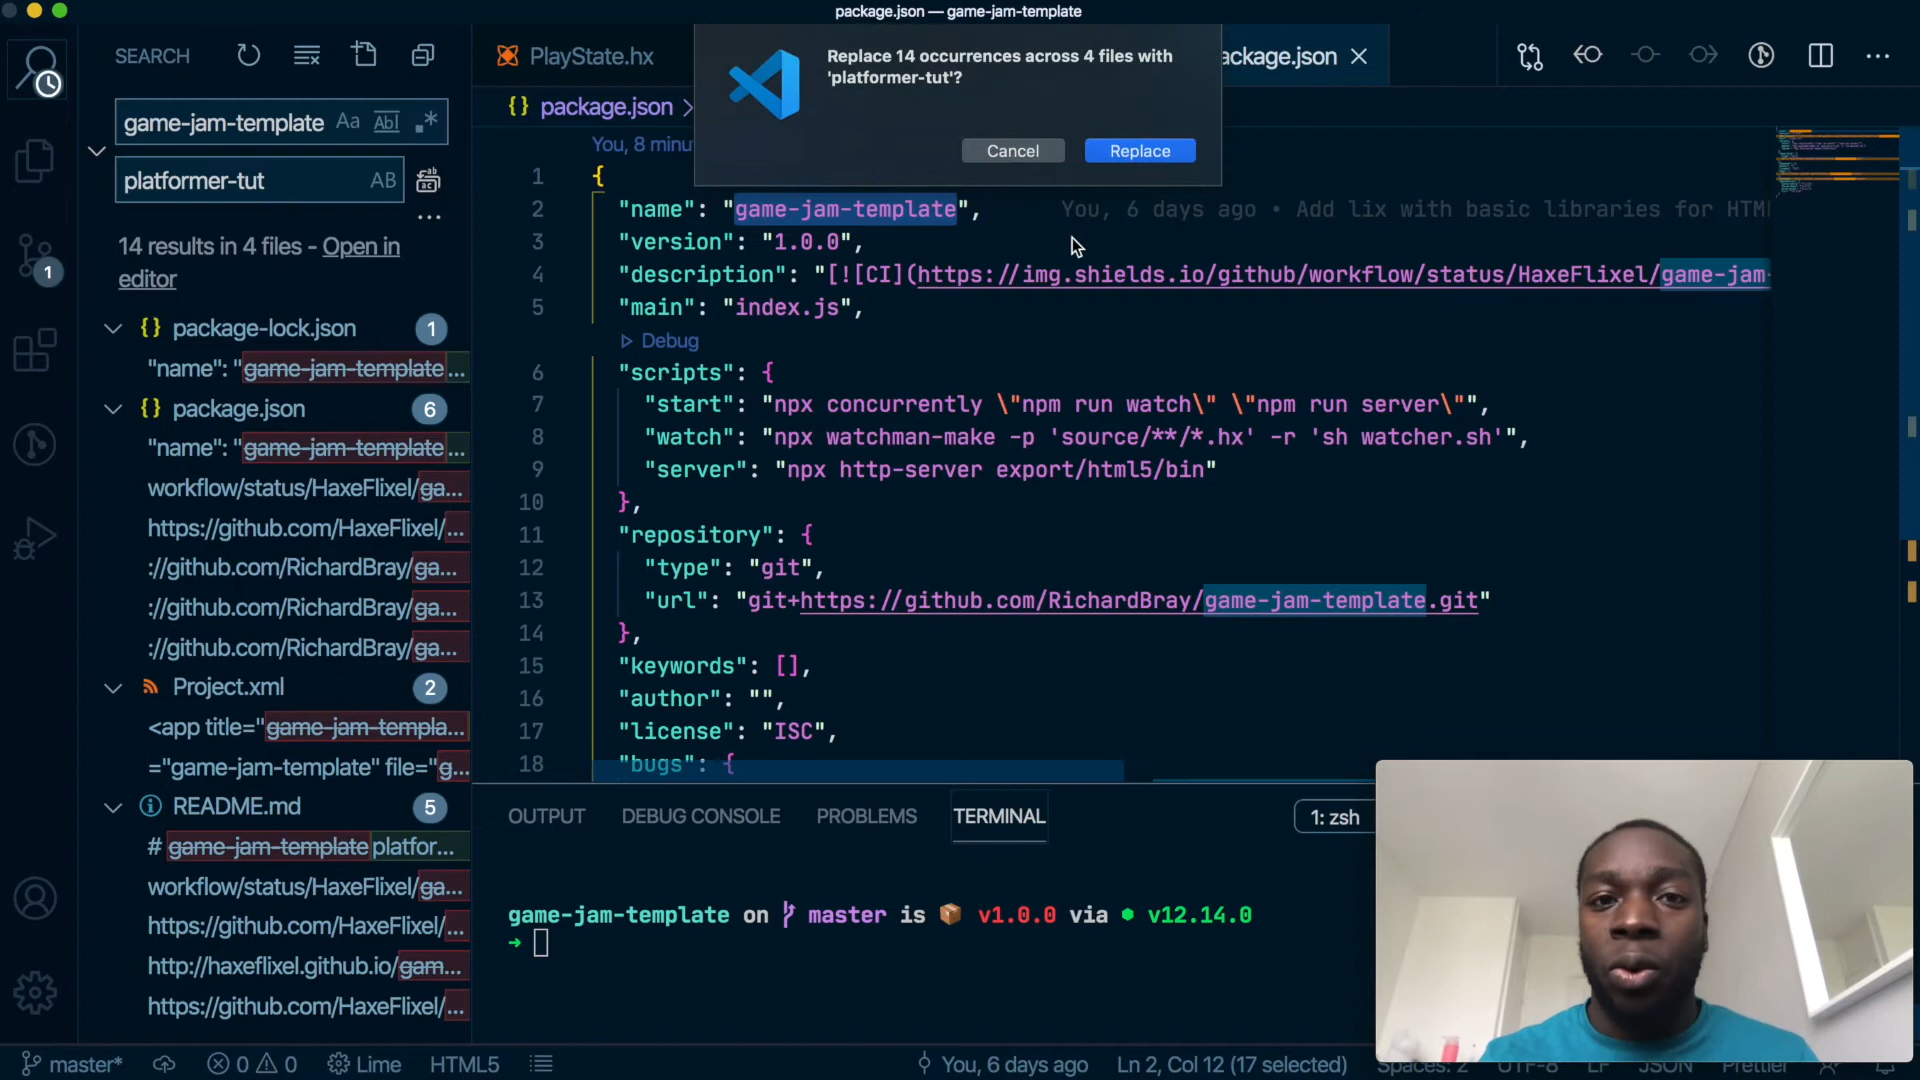 package.json — game-jam-template
SEARCH
game-jam-template
Aa
Abl
.*
platformer-tut
AB
14 results in 4 files - Open in
editor
package-lock.json
1
"name": "game-jam-template...
package.json
6
"name": "game-jam-template...
workflow/status/HaxeFlixel/ga...
https://github.com/HaxeFlixel/...
://github.com/RichardBray/ga...
://github.com/RichardBray/ga...
://github.com/RichardBray/ga...
Project.xml
2
<app title="game-jam-templa...
="game-jam-template" file="g...
README.md
5
# game-jam-templateplatfor...
workflow/status/HaxeFlixel/ga...
https://github.com/HaxeFlixel/...
http://haxeflixel.github.io/gam...
https://github.com/HaxeFlixel/...
1
PlayState.hx
ackage.json
Replace 14 occurrences across 4 files with
'platformer-tut'?
Cancel
Replace
{} package.json >
You, 8 minu
1 {
2 "name": "game-jam-template", You, 6 days ago • Add lix with basic libraries for HTM
3 "version": "1.0.0",
4 "description": "[![CI](https://img.shields.io/github/workflow/status/HaxeFlixel/game-jam-
5 "main": "index.js",
Debug
6 "scripts": {
7 "start": "npx concurrently \"npm run watch\" \"npm run server\"",
8 "watch": "npx watchman-make -p 'source/**/*.hx' -r 'sh watcher.sh'",
9 "server": "npx http-server export/html5/bin"
10 },
11 "repository": {
12 "type": "git",
13 "url": "git+https://github.com/RichardBray/game-jam-template.git"
14 },
15 "keywords": [],
16 "author": "",
17 "license": "ISC",
18 "bugs": {
OUTPUT
DEBUG CONSOLE
PROBLEMS
TERMINAL
1: zsh
game-jam-template on master is v1.0.0 via v12.14.0
master*
0
0
Lime
HTML5
You, 6 days ago
Ln 2, Col 12 (17 selected)
Spaces: 2
UTF-8
LF
JSON
Prettier